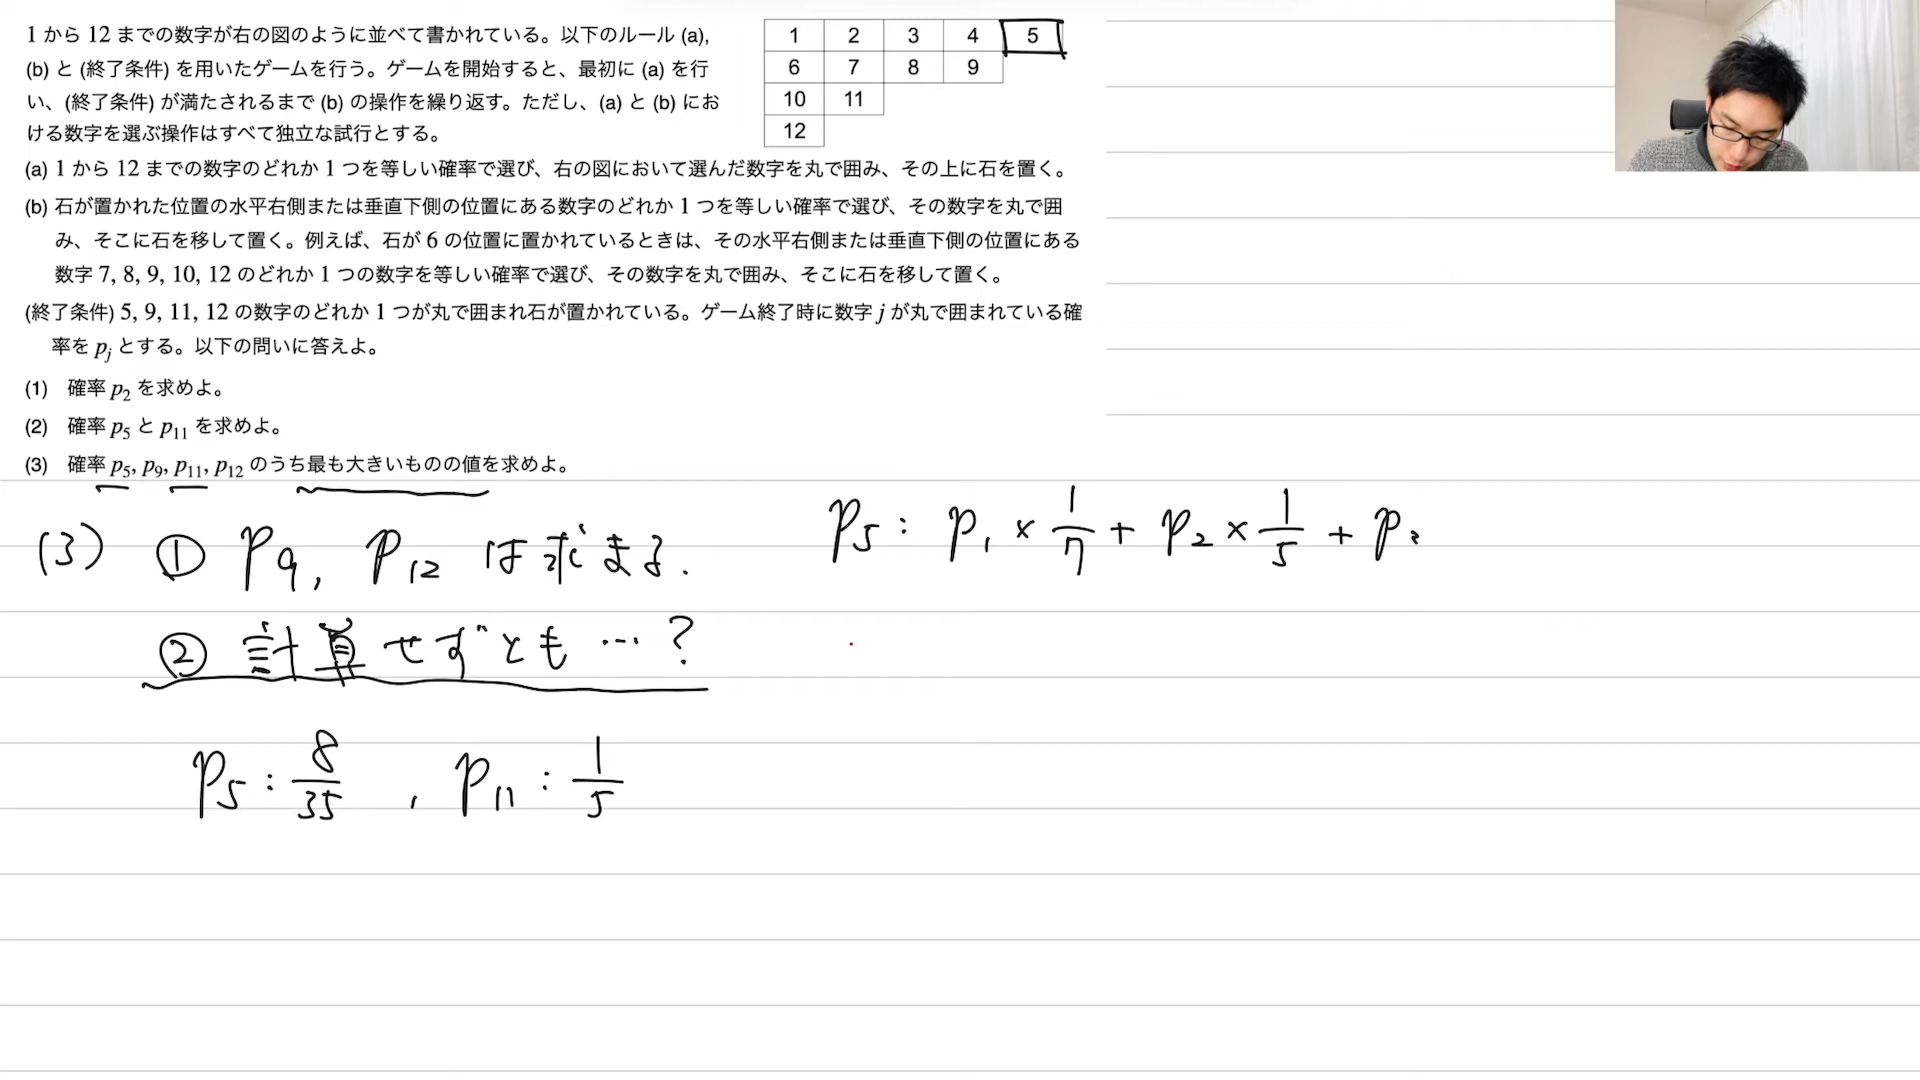 1 から 12 までの数字が右の図のように並べて書かれている。以下のルール (a),
(b) と (終了条件) を用いたゲームを行う。ゲームを開始すると、最初に (a) を行
い、(終了条件) が満たされるまで (b) の操作を繰り返す。ただし、(a) と (b) にお
ける数字を選ぶ操作はすべて独立な試行とする。
1 2 3 4 5
6 7 8 9
10 11
12
(a) 1 から 12 までの数字のどれか 1 つを等しい確率で選び、右の図において選んだ数字を丸で囲み、その上に石を置く。
(b) 石が置かれた位置の水平右側または垂直下側の位置にある数字のどれか 1 つを等しい確率で選び、その数字を丸で囲
み、そこに石を移して置く。例えば、石が 6 の位置に置かれているときは、その水平右側または垂直下側の位置にある
数字 7, 8, 9, 10, 12 のどれか 1 つの数字を等しい確率で選び、その数字を丸で囲み、そこに石を移して置く。
(終了条件) 5, 9, 11, 12 の数字のどれか 1 つが丸で囲まれ石が置かれている。ゲーム終了時に数字 j が丸で囲まれている確
率を pj とする。以下の問いに答えよ。
(1) 確率 p2 を求めよ。
(2) 確率 p5 と p11 を求めよ。
(3) 確率 p5, p9, p11, p12 のうち最も大きいものの値を求めよ。
(3) ① p9, p12 は求まる.
② 計算せずとも…?
p5 : 8/35 , p11 : 1/5
p5 : p1 × 1/7 + p2 × 1/5 + p3